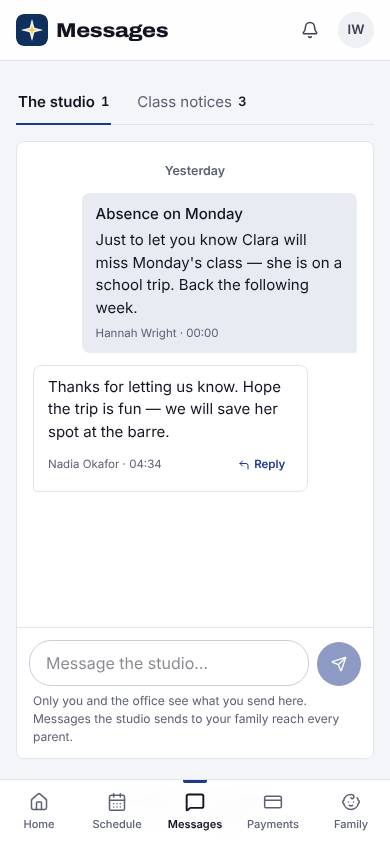 Messages
IW
The studio 1
Class notices 3
Yesterday
Absence on Monday
Just to let you know Clara will
miss Monday's class — she is on a
school trip. Back the following
week.
Hannah Wright · 00:00
Thanks for letting us know. Hope
the trip is fun — we will save her
spot at the barre.
Nadia Okafor · 04:34
Reply
Message the studio...
Only you and the office see what you send here.
Messages the studio sends to your family reach every
parent.
Home
Schedule
Messages
Payments
Family